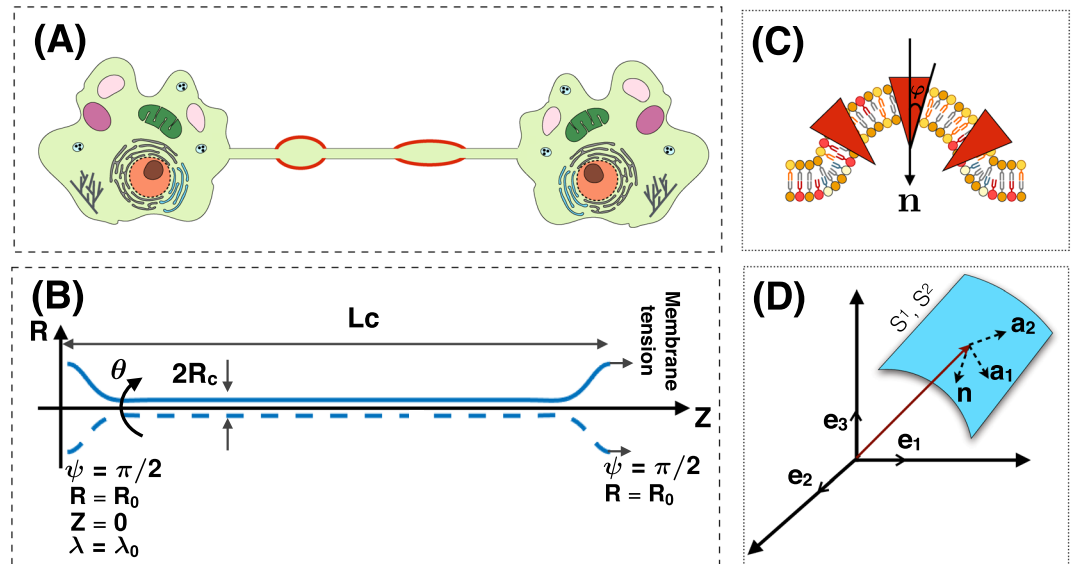 (A)
(B)
Lc
R
θ
2Rc
Membrane
tension
Z
ψ = π/2
R = R₀
Z = 0
λ = λ₀
ψ = π/2
R = R₀
(C)
φ
n
(D)
S¹, S²
a₂
a₁
n
e₃
e₁
e₂